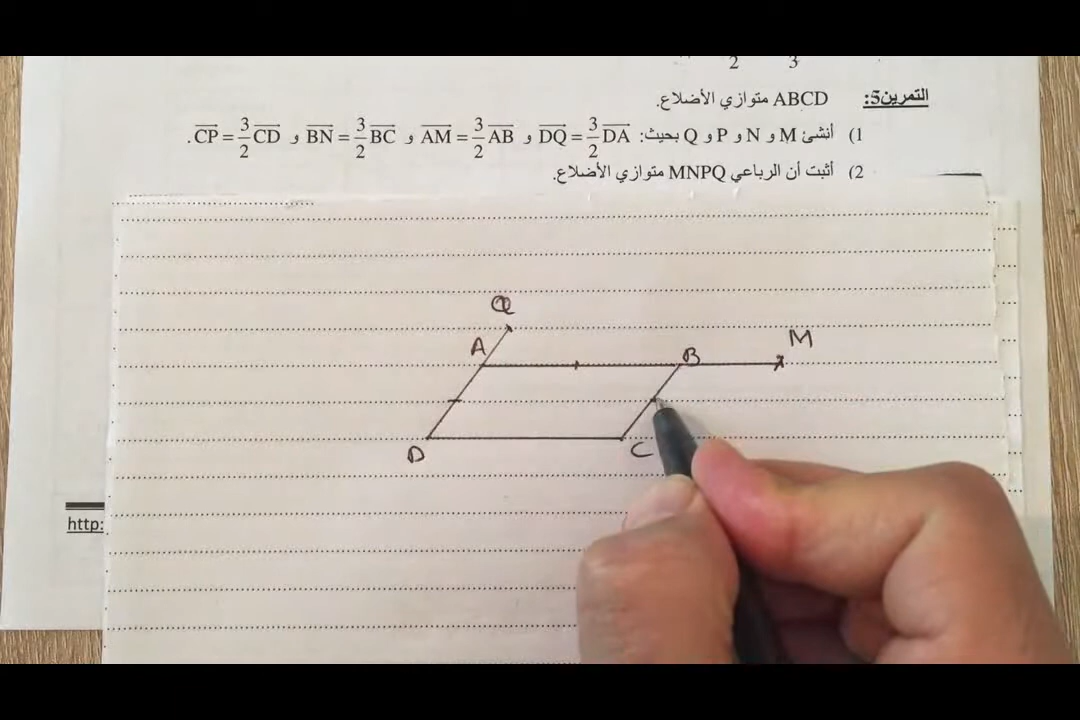 2 3
التمرين5:
ABCD متوازي الأضلاع.
1) أنشئ M و N و P و Q بحيث: $\overrightarrow{DQ}=\frac{3}{2}\overrightarrow{DA}$ و $\overrightarrow{AM}=\frac{3}{2}\overrightarrow{AB}$ و $\overrightarrow{BN}=\frac{3}{2}\overrightarrow{BC}$ و $\overrightarrow{CP}=\frac{3}{2}\overrightarrow{CD}$.
2) أثبت أن الرباعي MNPQ متوازي الأضلاع.
Q
A B M
D C
http: